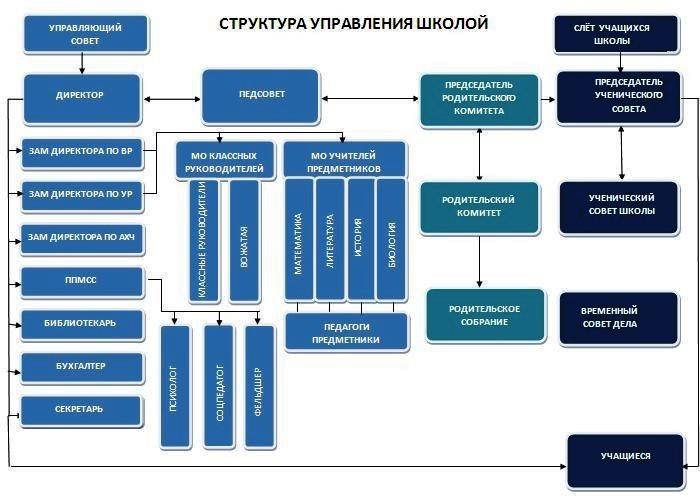 СТРУКТУРА УПРАВЛЕНИЯ ШКОЛОЙ
УПРАВЛЯЮЩИЙ
СОВЕТ
СЛЁТ УЧАЩИХСЯ
ШКОЛЫ
ДИРЕКТОР
ПЕДСОВЕТ
ПРЕДСЕДАТЕЛЬ
РОДИТЕЛЬСКОГО
КОМИТЕТА
ПРЕДСЕДАТЕЛЬ
УЧЕНИЧЕСКОГО
СОВЕТА
ЗАМ ДИРЕКТОРА ПО ВР
МО КЛАССНЫХ
РУКОВОДИТЕЛЕЙ
МО УЧИТЕЛЕЙ
ПРЕДМЕТНИКОВ
ЗАМ ДИРЕКТОРА ПО УР
КЛАССНЫЕ РУКОВОДИТЕЛИ
ВОЖАТАЯ
МАТЕМАТИКА
ЛИТЕРАТУРА
ИСТОРИЯ
БИОЛОГИЯ
РОДИТЕЛЬСКИЙ
КОМИТЕТ
УЧЕНИЧЕСКИЙ
СОВЕТ ШКОЛЫ
ЗАМ ДИРЕКТОРА ПО АХЧ
ППМСС
БИБЛИОТЕКАРЬ
ПЕДАГОГИ
ПРЕДМЕТНИКИ
РОДИТЕЛЬСКОЕ
СОБРАНИЕ
ВРЕМЕННЫЙ
СОВЕТ ДЕЛА
БУХГАЛТЕР
ПСИХОЛОГ
СОЦПЕДАГОГ
ФЕЛЬДШЕР
СЕКРЕТАРЬ
УЧАЩИЕСЯ